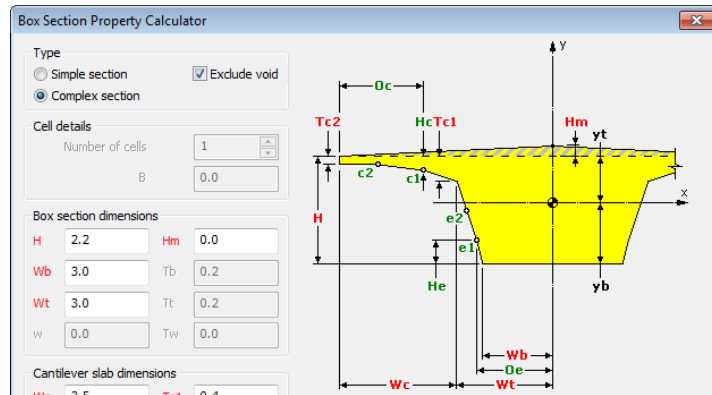 Box Section Property Calculator
Type
Simple section
Exclude void
Complex section
Cell details
Number of cells 1
B 0.0
Box section dimensions
H 2.2 Hm 0.0
Wb 3.0 Tb 0.2
Wt 3.0 Tt 0.2
w 0.0 Tw 0.0
Cantilever slab dimensions
y
Oc
Tc2 Hc Tc1 Hm yt
c2 c1 x
H e2
e1
He yb
Wb
Oe
Wc Wt